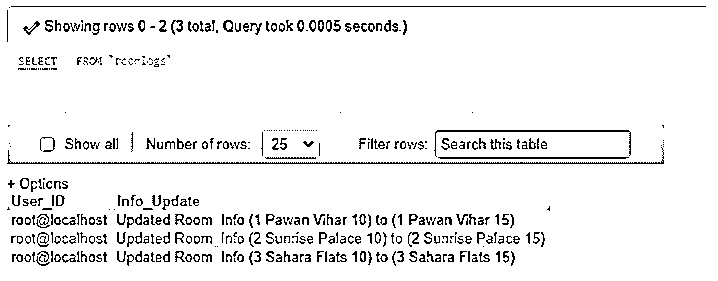 Showing rows 0 - 2 (3 total, Query took 0.0005 seconds.)
SELECT FROM `roomlogs`
Show all Number of rows: 25 Filter rows: Search this table
+ Options
User_ID Info_Update
root@localhost Updated Room Info (1 Pawan Vihar 10) to (1 Pawan Vihar 15)
root@localhost Updated Room Info (2 Sunrise Palace 10) to (2 Sunrise Palace 15)
root@localhost Updated Room Info (3 Sahara Flats 10) to (3 Sahara Flats 15)